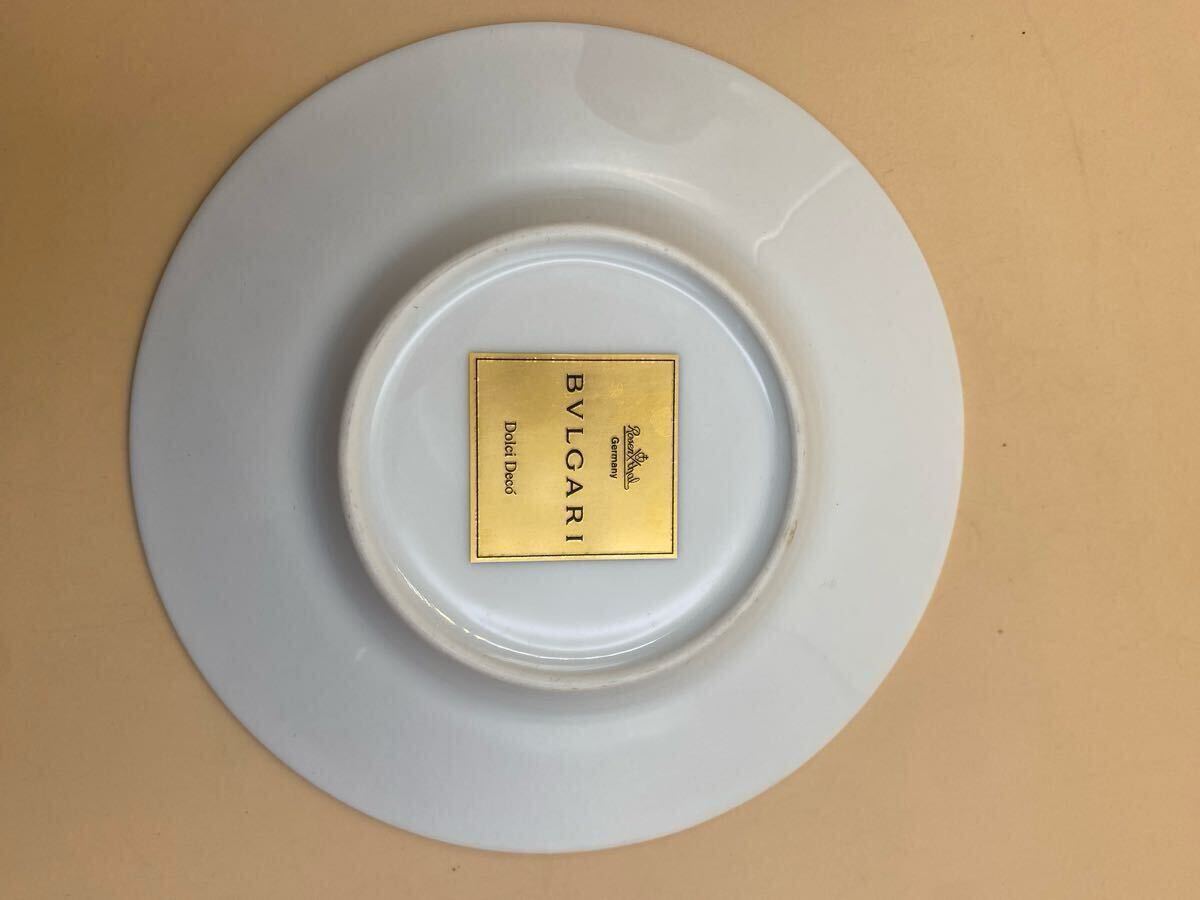 Rosenthal
Germany
BVLGARI
Dolci Decó